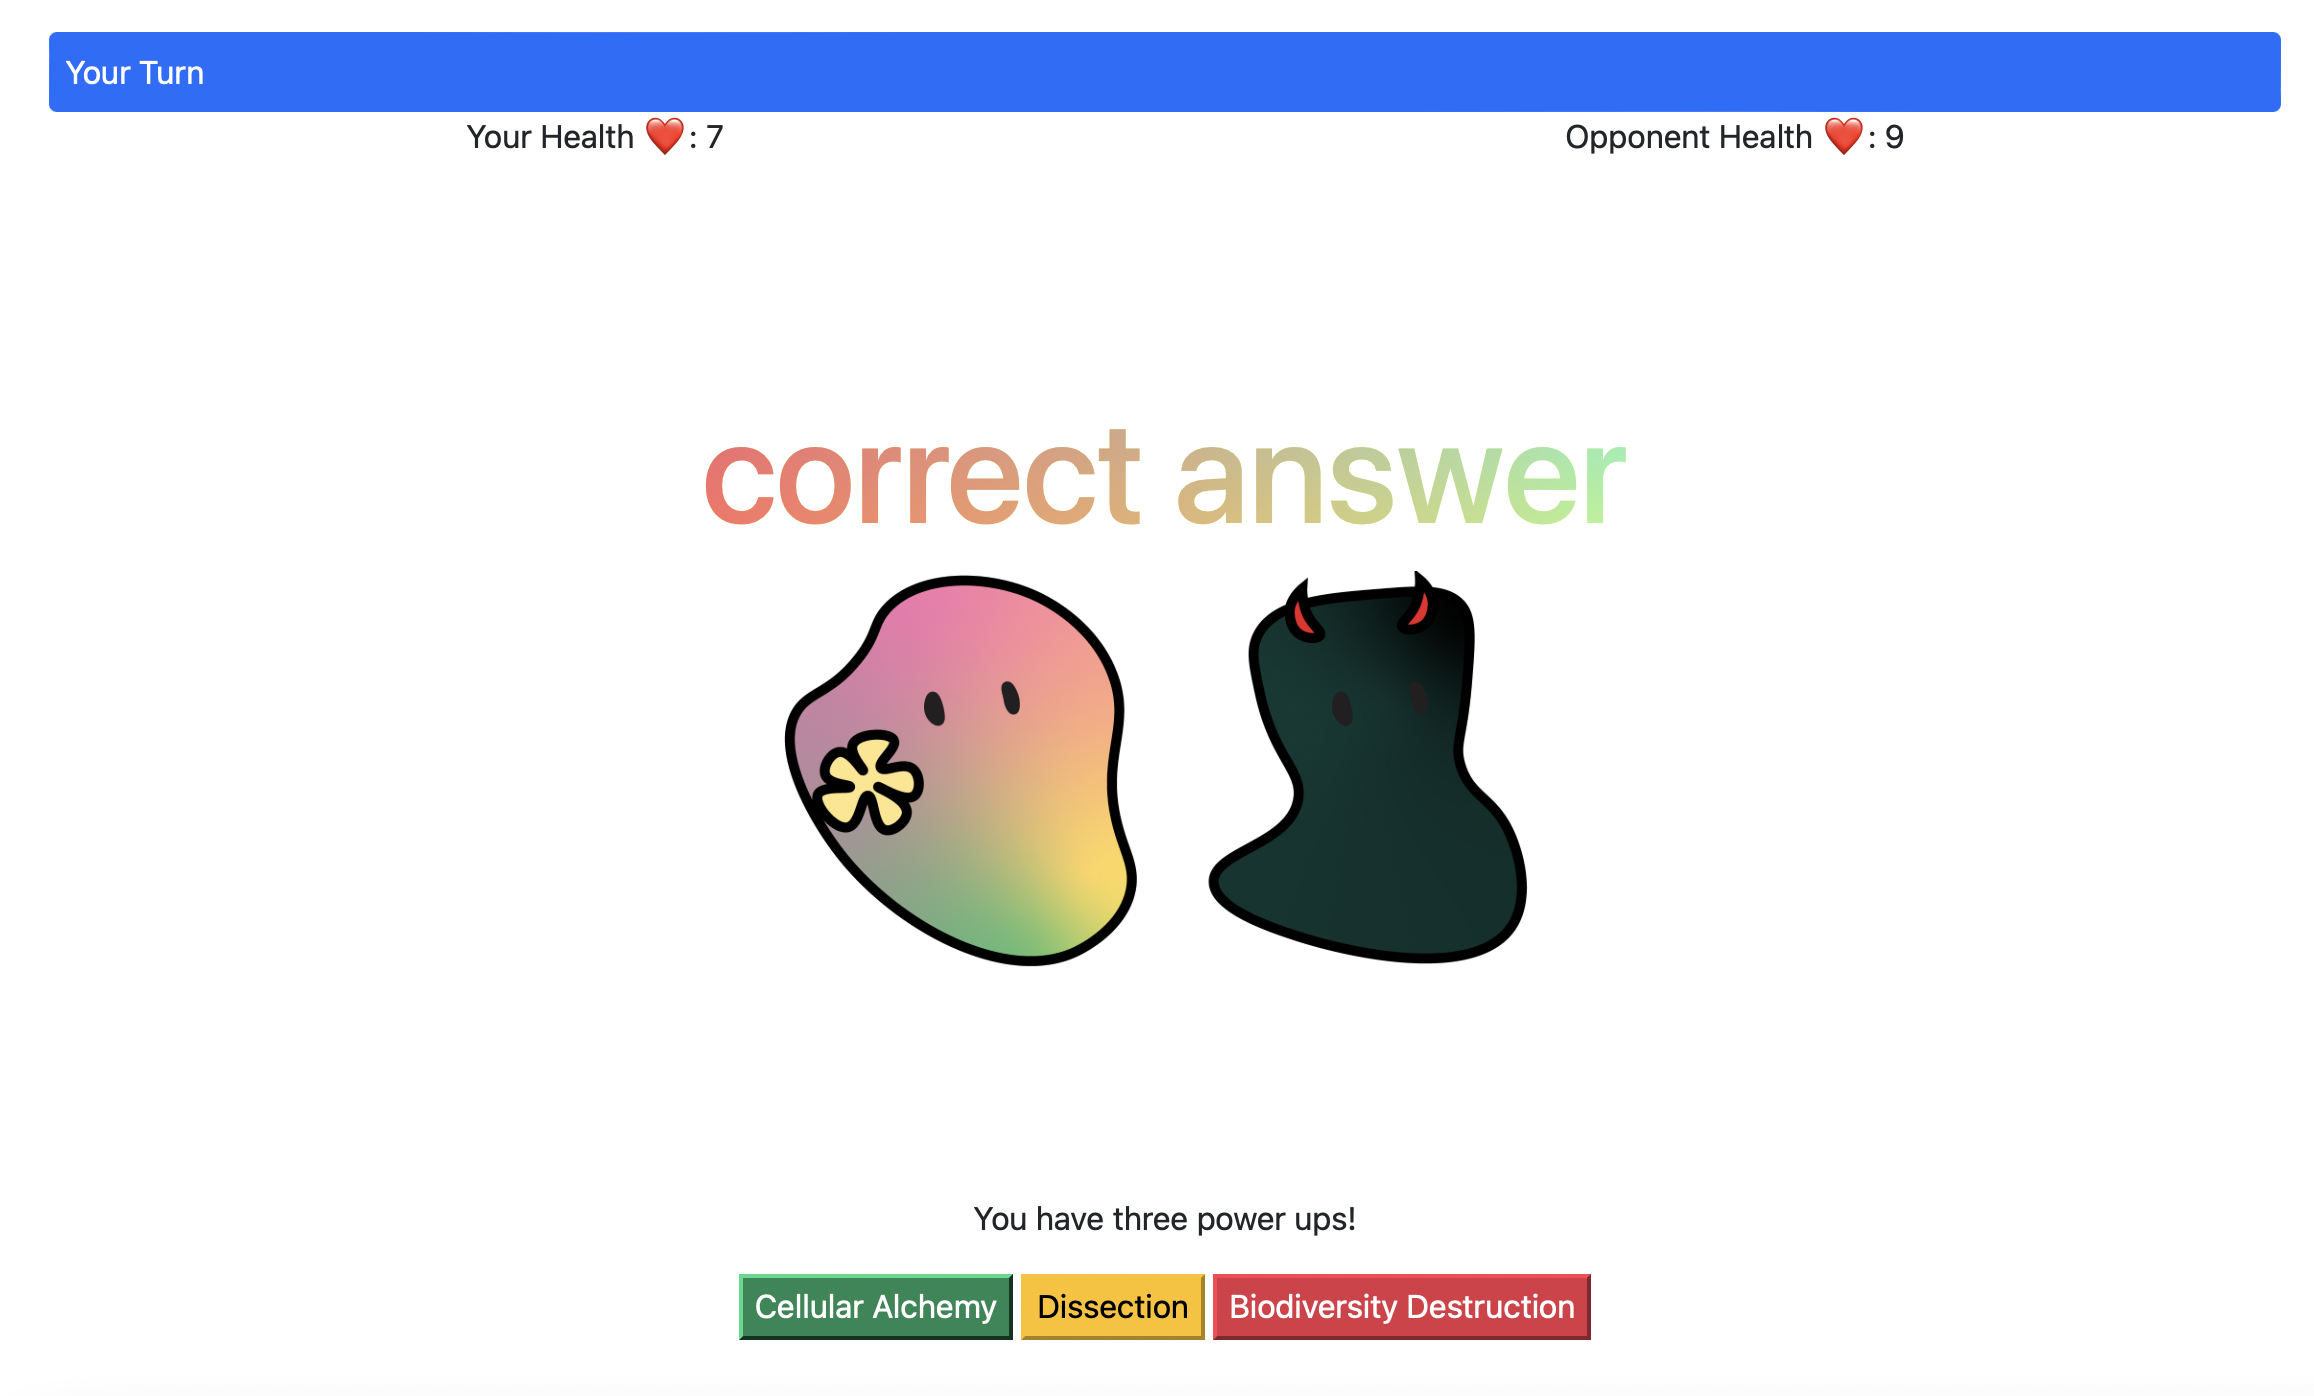 Your Turn
Your Health ❤️: 7
Opponent Health ❤️: 9
correct answer
You have three power ups!
Cellular Alchemy
Dissection
Biodiversity Destruction